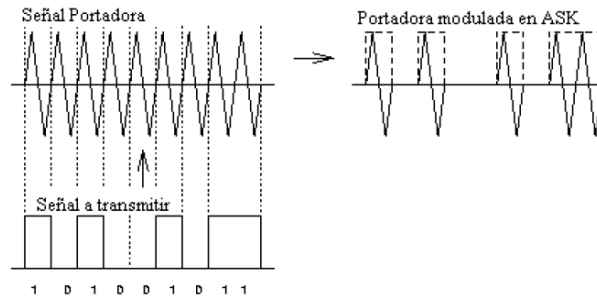 Señal Portadora
Portadora modulada en ASK
Señal a transmitir
1 0 1 0 0 1 0 1 1